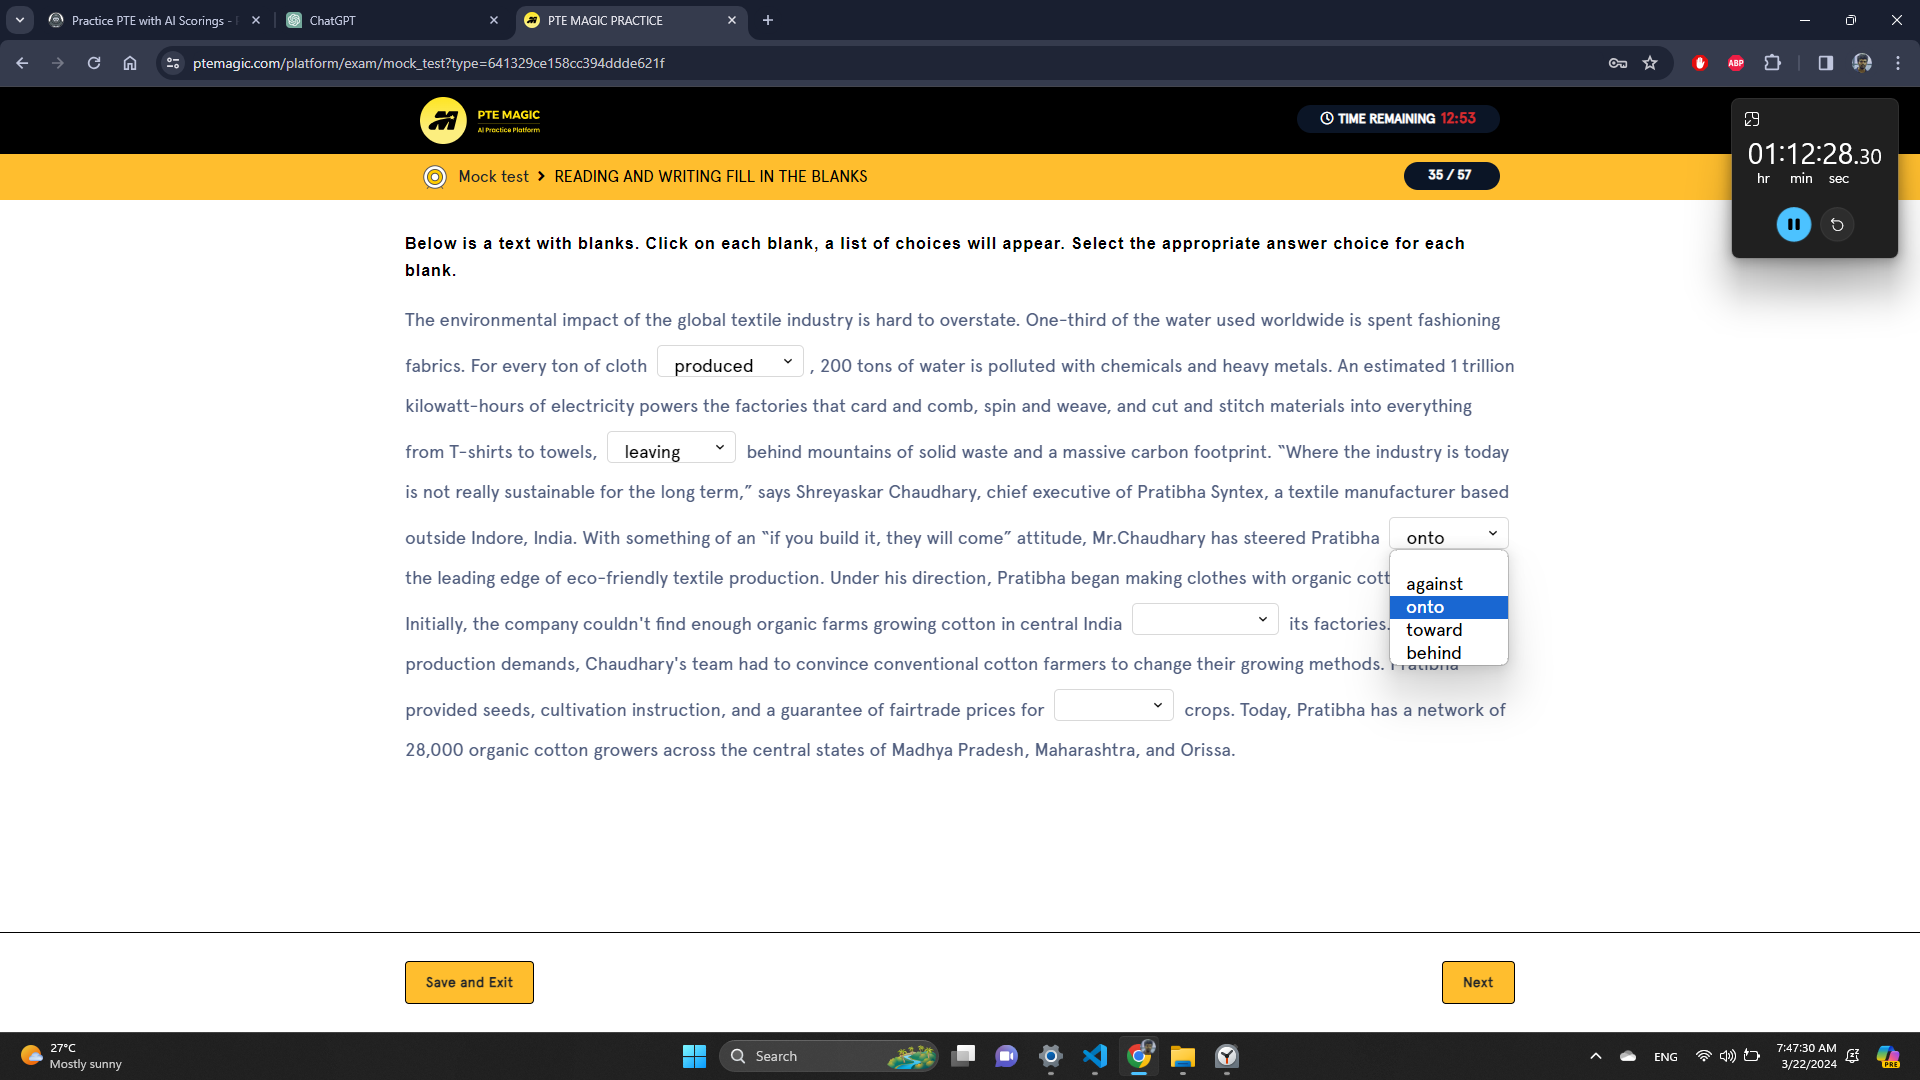 Practice PTE with AI Scorings -
ChatGPT
PTE MAGIC PRACTICE
ptemagic.com/platform/exam/mock_test?type=641329ce158cc394ddde621f
ABP
PTE MAGIC
AI Practice Platform
TIME REMAINING 12:53
01:12:28.30
hr min sec
Mock test > READING AND WRITING FILL IN THE BLANKS
35 / 57
Below is a text with blanks. Click on each blank, a list of choices will appear. Select the appropriate answer choice for each
blank.
The environmental impact of the global textile industry is hard to overstate. One-third of the water used worldwide is spent fashioning
fabrics. For every ton of cloth produced , 200 tons of water is polluted with chemicals and heavy metals. An estimated 1 trillion
kilowatt-hours of electricity powers the factories that card and comb, spin and weave, and cut and stitch materials into everything
from T-shirts to towels, leaving behind mountains of solid waste and a massive carbon footprint. “Where the industry is today
is not really sustainable for the long term,” says Shreyaskar Chaudhary, chief executive of Pratibha Syntex, a textile manufacturer based
outside Indore, India. With something of an “if you build it, they will come” attitude, Mr.Chaudhary has steered Pratibha onto
the leading edge of eco-friendly textile production. Under his direction, Pratibha began making clothes with organic cott
against
onto
toward
behind
Initially, the company couldn't find enough organic farms growing cotton in central India its factories.
production demands, Chaudhary's team had to convince conventional cotton farmers to change their growing methods. Pratibha
provided seeds, cultivation instruction, and a guarantee of fairtrade prices for crops. Today, Pratibha has a network of
28,000 organic cotton growers across the central states of Madhya Pradesh, Maharashtra, and Orissa.
Save and Exit
Next
27°C
Mostly sunny
Search
ENG
7:47:30 AM
3/22/2024
PRE